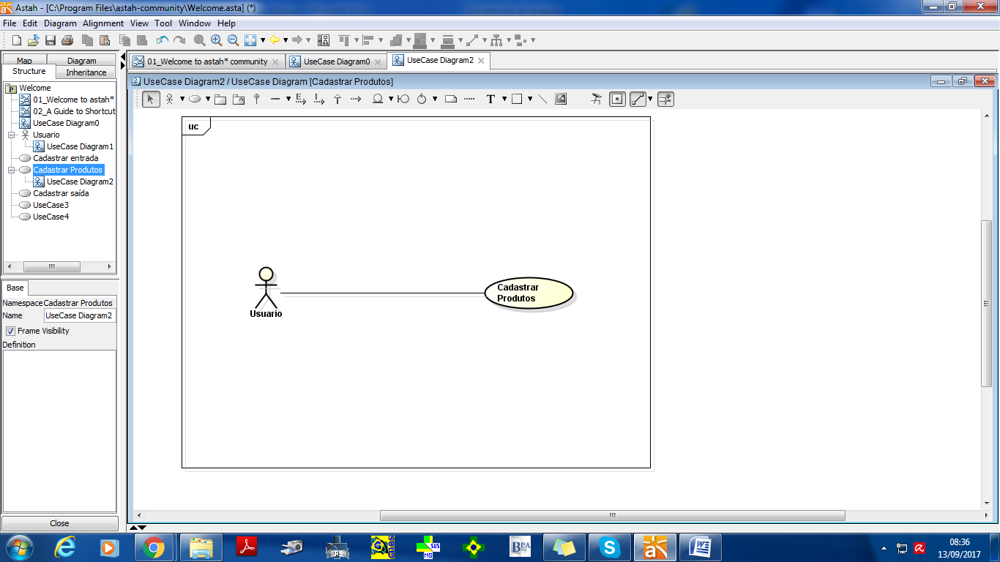 Astah - [C:\Program Files\astah-community\Welcome.asta] (*)
File Edit Diagram Alignment View Tool Window Help
Map Diagram
Structure Inheritance
Welcome
01_Welcome to astah*
02_A Guide to Shortcut
UseCase Diagram0
Usuario
UseCase Diagram1
Cadastrar entrada
Cadastrar Produtos
UseCase Diagram2
Cadastrar saída
UseCase3
UseCase4
Base
Namespace Cadastrar Produtos
Name UseCase Diagram2
Frame Visibility
Definition
Close
01_Welcome to astah* community UseCase Diagram0 UseCase Diagram2
UseCase Diagram2 / UseCase Diagram [Cadastrar Produtos]
E I T
uc
Usuario
Cadastrar
Produtos
SUS
MS
BPA
08:36
13/09/2017